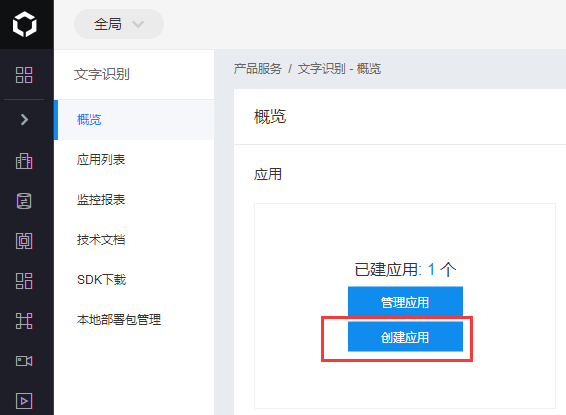 全局
文字识别
产品服务 / 文字识别 - 概览
概览
应用列表
监控报表
技术文档
SDK下载
本地部署包管理
概览
应用
已建应用: 1 个
管理应用
创建应用